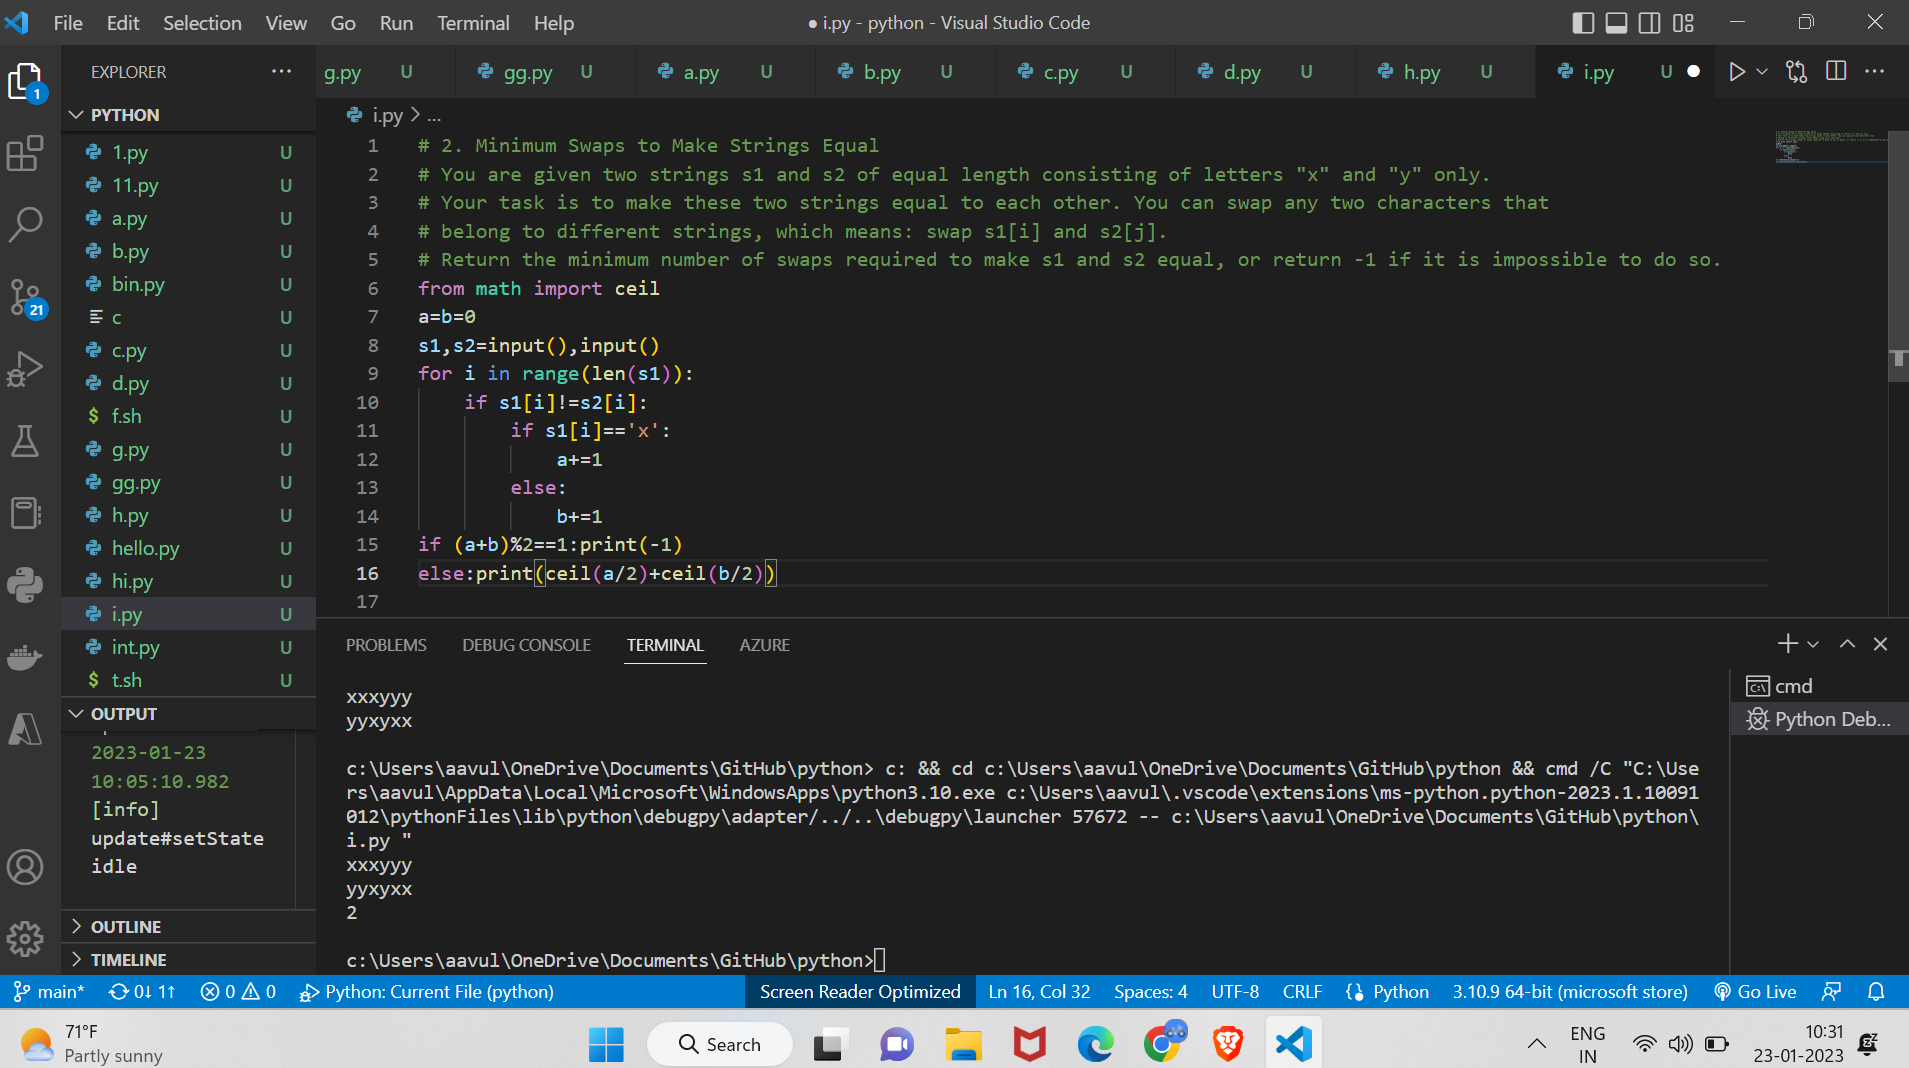 File Edit Selection View Go Run Terminal Help
● i.py - python - Visual Studio Code
EXPLORER ···
g.py U gg.py U a.py U b.py U c.py U d.py U h.py U i.py U ●
1
PYTHON
i.py > ...
1.py U
11.py U
a.py U
b.py U
bin.py U
c U
c.py U
d.py U
f.sh U
g.py U
gg.py U
h.py U
hello.py U
hi.py U
i.py U
int.py U
t.sh U
21
1 # 2. Minimum Swaps to Make Strings Equal
2 # You are given two strings s1 and s2 of equal length consisting of letters "x" and "y" only.
3 # Your task is to make these two strings equal to each other. You can swap any two characters that
4 # belong to different strings, which means: swap s1[i] and s2[j].
5 # Return the minimum number of swaps required to make s1 and s2 equal, or return -1 if it is impossible to do so.
6 from math import ceil
7 a=b=0
8 s1,s2=input(),input()
9 for i in range(len(s1)):
10     if s1[i]!=s2[i]:
11         if s1[i]=='x':
12             a+=1
13         else:
14             b+=1
15 if (a+b)%2==1:print(-1)
16 else:print(ceil(a/2)+ceil(b/2))
17
OUTPUT
2023-01-23
10:05:10.982
[info]
update#setState
idle
OUTLINE
TIMELINE
PROBLEMS DEBUG CONSOLE TERMINAL AZURE
xxxyyy
yyxyxx
c:\Users\aavul\OneDrive\Documents\GitHub\python> c: && cd c:\Users\aavul\OneDrive\Documents\GitHub\python && cmd /C "C:\Use
rs\aavul\AppData\Local\Microsoft\WindowsApps\python3.10.exe c:\Users\aavul\.vscode\extensions\ms-python.python-2023.1.10091
012\pythonFiles\lib\python\debugpy\adapter/../..\debugpy\launcher 57672 -- c:\Users\aavul\OneDrive\Documents\GitHub\python\
i.py "
xxxyyy
yyxyxx
2
c:\Users\aavul\OneDrive\Documents\GitHub\python>
cmd
Python Deb...
main* 0↓ 1↑ 0 0 Python: Current File (python) Screen Reader Optimized Ln 16, Col 32 Spaces: 4 UTF-8 CRLF Python 3.10.9 64-bit (microsoft store) Go Live
71°F
Partly sunny
Search
ENG
IN
10:31
23-01-2023